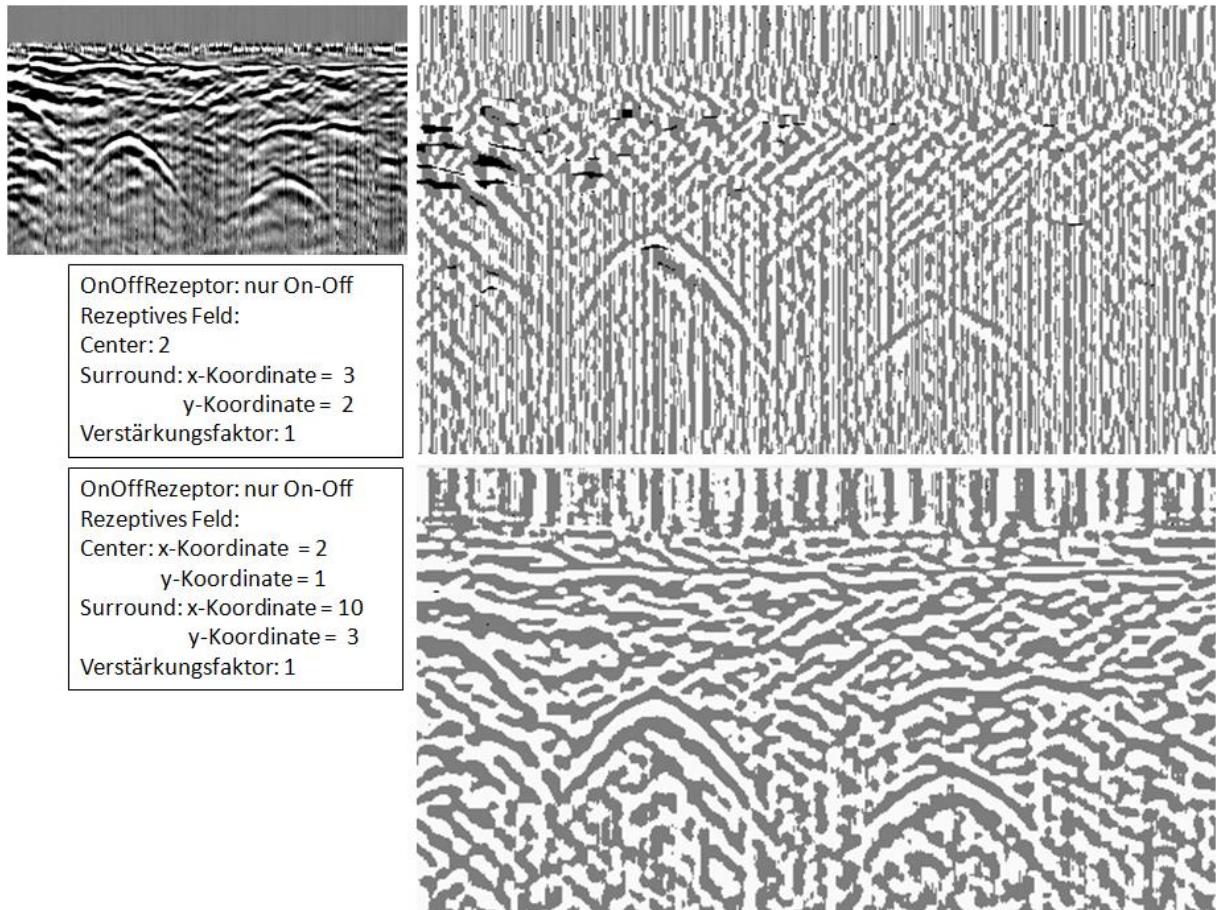 OnOffRezeptor: nur On-Off
Rezeptives Feld:
Center: 2
Surround: x-Koordinate = 3
y-Koordinate = 2
Verstärkungsfaktor: 1
OnOffRezeptor: nur On-Off
Rezeptives Feld:
Center: x-Koordinate = 2
y-Koordinate = 1
Surround: x-Koordinate = 10
y-Koordinate = 3
Verstärkungsfaktor: 1